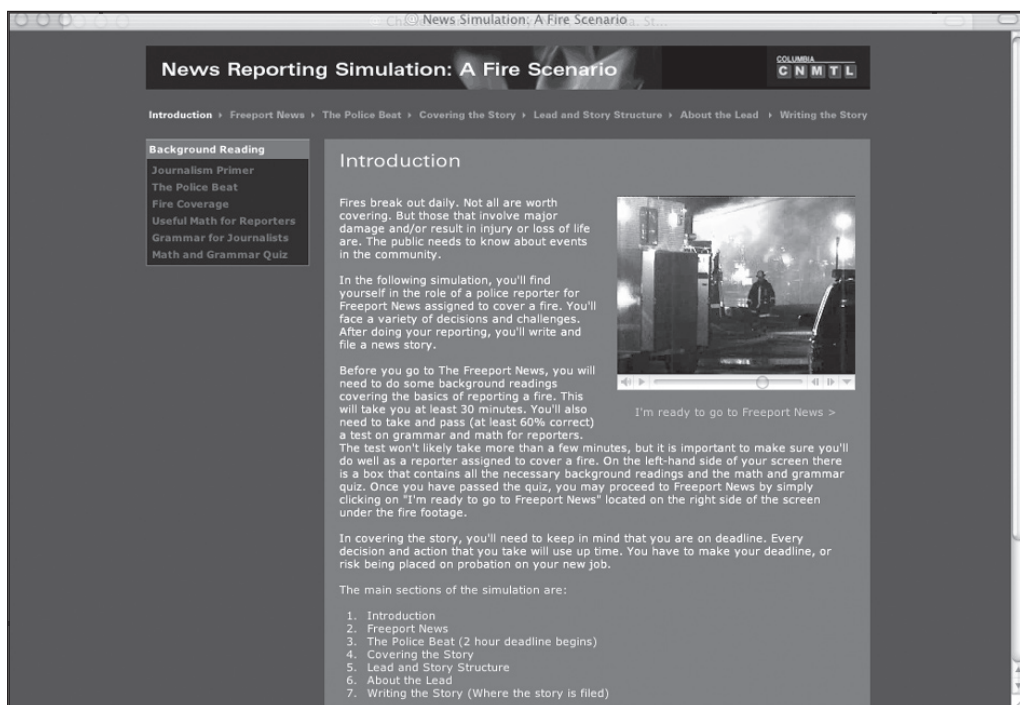 News Simulation: A Fire Scenario
News Reporting Simulation: A Fire Scenario
COLUMBIA
CNMTL
Introduction › Freeport News › The Police Beat › Covering the Story › Lead and Story Structure › About the Lead › Writing the Story
Background Reading
Journalism Primer
The Police Beat
Fire Coverage
Useful Math for Reporters
Grammar for Journalists
Math and Grammar Quiz
Introduction
Fires break out daily. Not all are worth
covering. But those that involve major
damage and/or result in injury or loss of life
are. The public needs to know about events
in the community.
In the following simulation, you'll find
yourself in the role of a police reporter for
Freeport News assigned to cover a fire. You'll
face a variety of decisions and challenges.
After doing your reporting, you'll write and
file a news story.
Before you go to The Freeport News, you will
need to do some background readings
covering the basics of reporting a fire. This
will take you at least 30 minutes. You'll also
need to take and pass (at least 60% correct)
a test on grammar and math for reporters.
The test won't likely take more than a few minutes, but it is important to make sure you'll
do well as a reporter assigned to cover a fire. On the left-hand side of your screen there
is a box that contains all the necessary background readings and the math and grammar
quiz. Once you have passed the quiz, you may proceed to Freeport News by simply
clicking on "I'm ready to go to Freeport News" located on the right side of the screen
under the fire footage.
I'm ready to go to Freeport News >
In covering the story, you'll need to keep in mind that you are on deadline. Every
decision and action that you take will use up time. You have to make your deadline, or
risk being placed on probation on your new job.
The main sections of the simulation are:
1. Introduction
2. Freeport News
3. The Police Beat (2 hour deadline begins)
4. Covering the Story
5. Lead and Story Structure
6. About the Lead
7. Writing the Story (Where the story is filed)